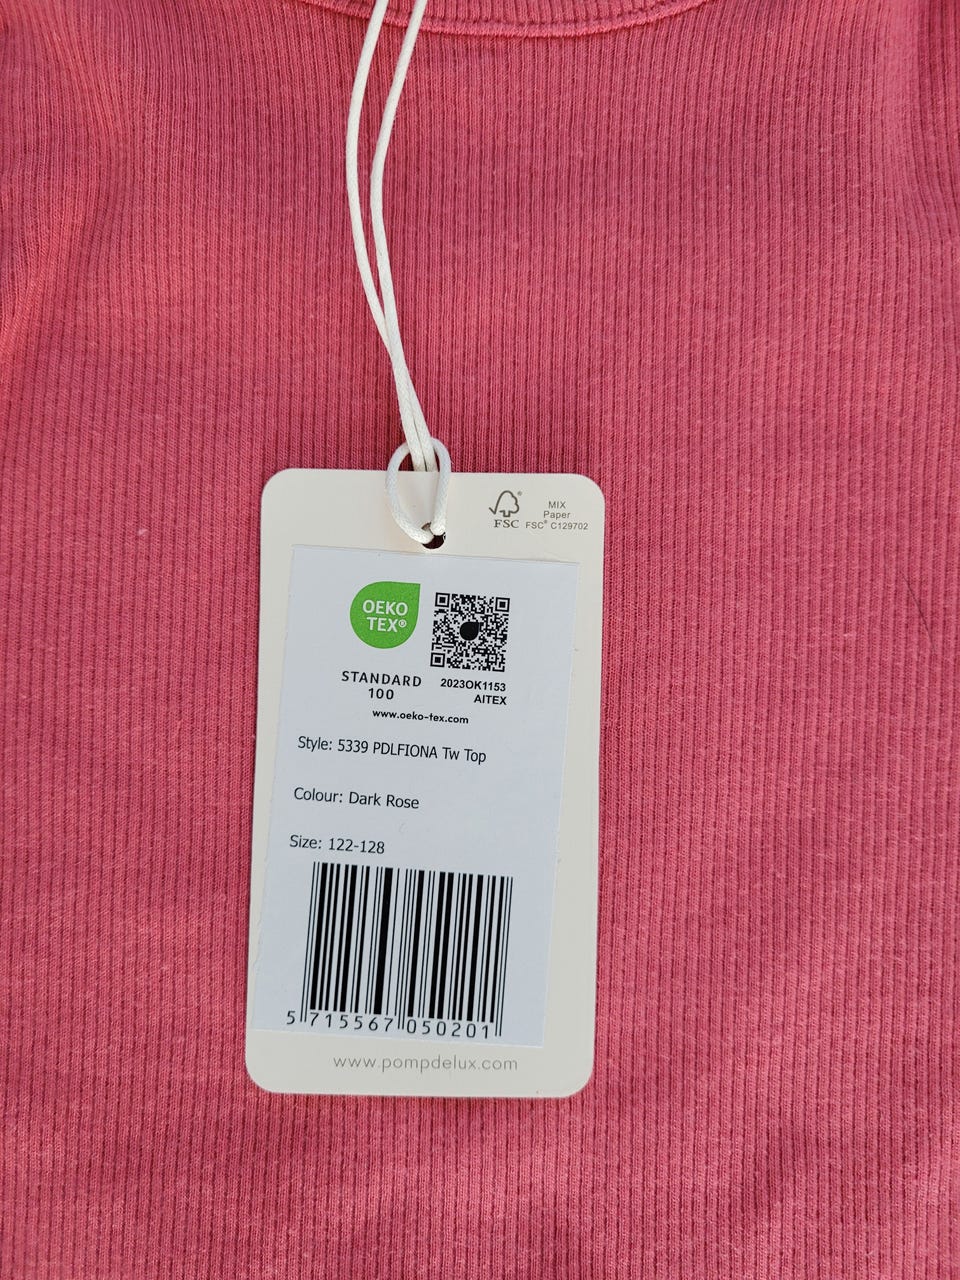 FSC®
MIX
Paper
FSC® C129702
OEKO
TEX®
STANDARD
100
2023OK1153
AITEX
www.oeko-tex.com
Style: 5339 PDLFIONA Tw Top
Colour: Dark Rose
Size: 122-128
5 715567 050201
www.pompdelux.com